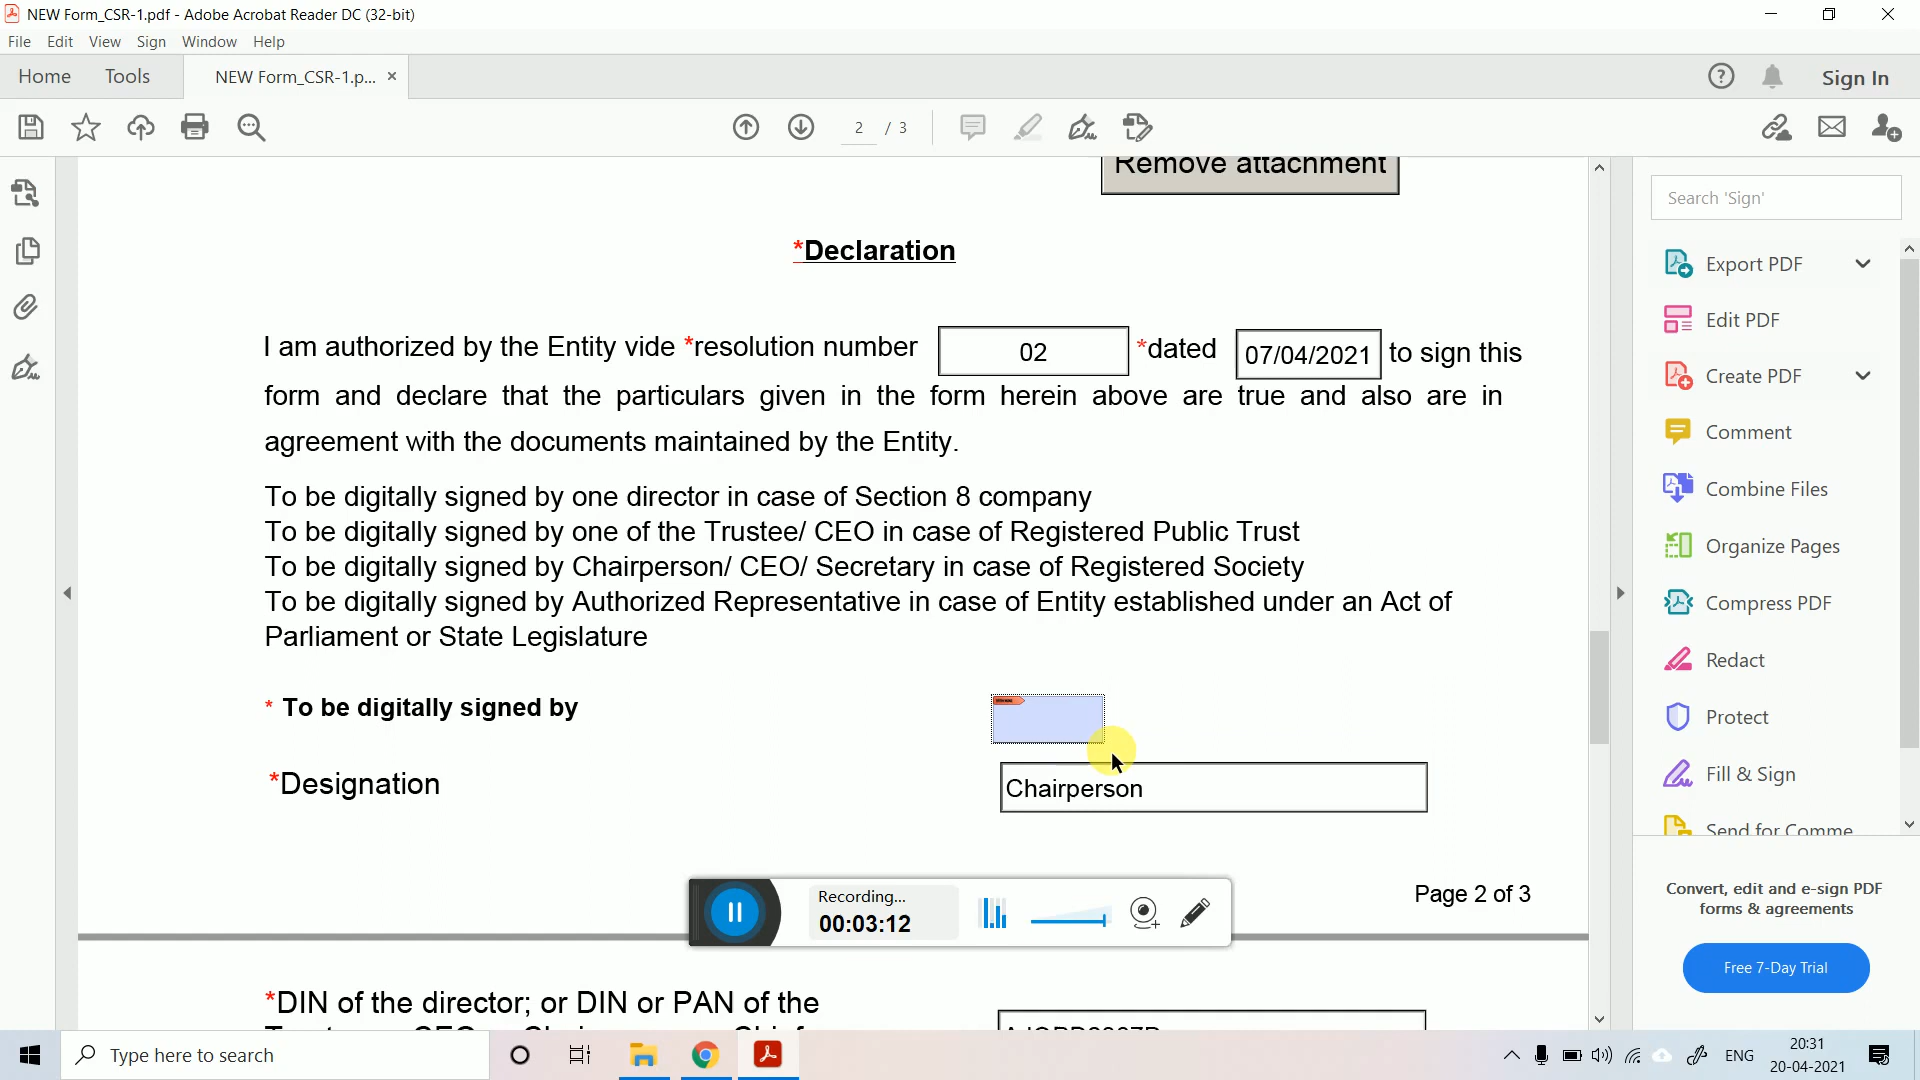 NEW Form_CSR-1.pdf - Adobe Acrobat Reader DC (32-bit)
File Edit View Sign Window Help
Home Tools NEW Form_CSR-1.p... × Sign In
2 / 3
Remove attachment
Search 'Sign'
*Declaration
Export PDF
Edit PDF
I am authorized by the Entity vide *resolution number 02 *dated 07/04/2021 to sign this
form and declare that the particulars given in the form herein above are true and also are in
agreement with the documents maintained by the Entity.
Create PDF
Comment
To be digitally signed by one director in case of Section 8 company
To be digitally signed by one of the Trustee/ CEO in case of Registered Public Trust
To be digitally signed by Chairperson/ CEO/ Secretary in case of Registered Society
To be digitally signed by Authorized Representative in case of Entity established under an Act of
Parliament or State Legislature
Combine Files
Organize Pages
Compress PDF
Redact
* To be digitally signed by
Protect
*Designation Chairperson
Fill & Sign
Send for Comme
Page 2 of 3
Recording...
00:03:12
Convert, edit and e-sign PDF
forms & agreements
Free 7-Day Trial
*DIN of the director; or DIN or PAN of the
Type here to search
ENG
20:31
20-04-2021